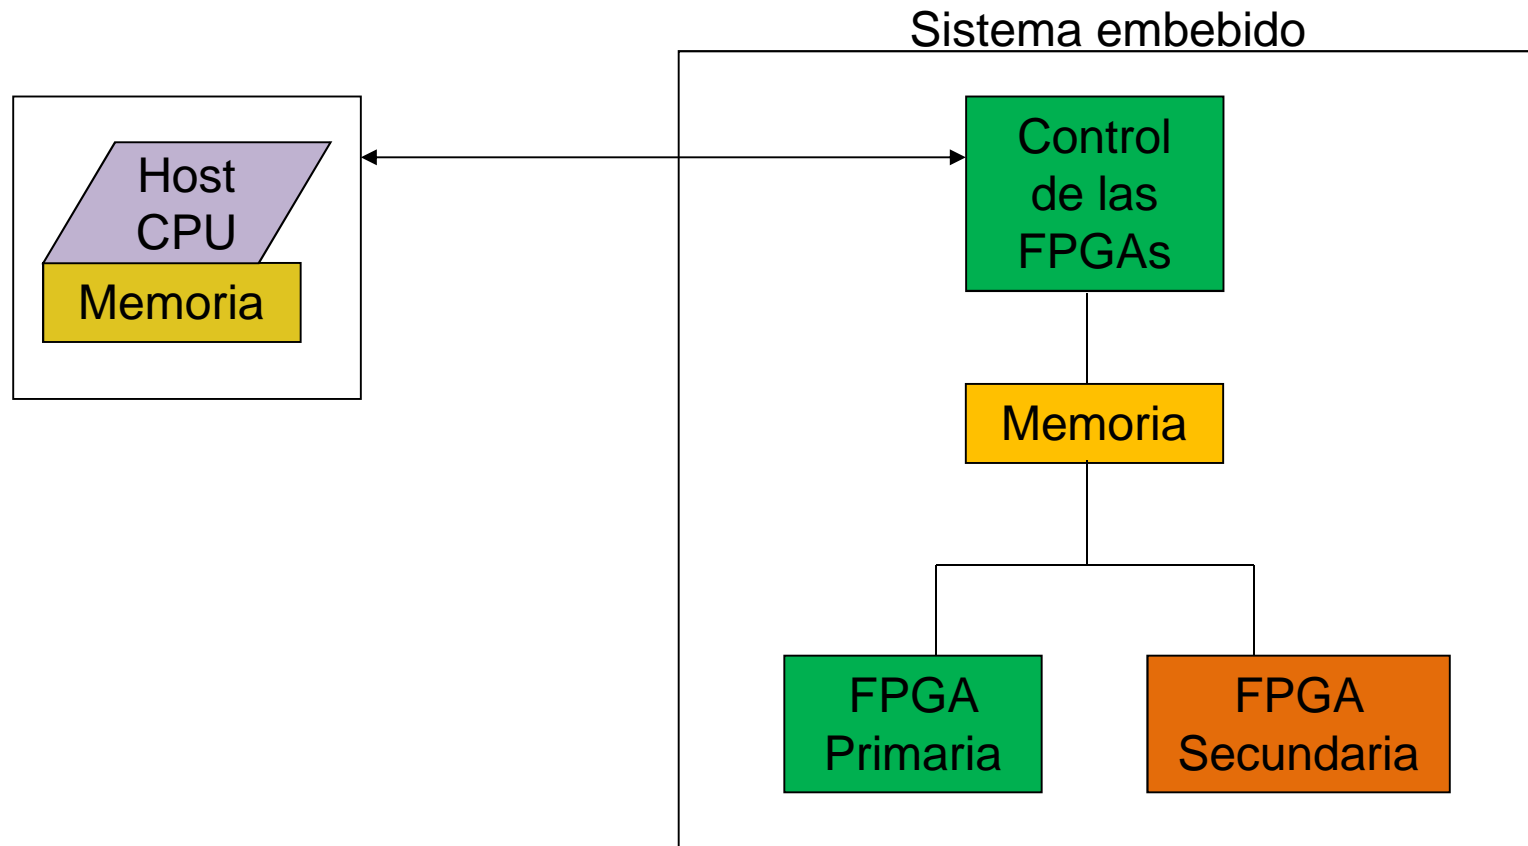 Sistema embebido
Host
CPU
Memoria
Control
de las
FPGAs
Memoria
FPGA
Primaria
FPGA
Secundaria